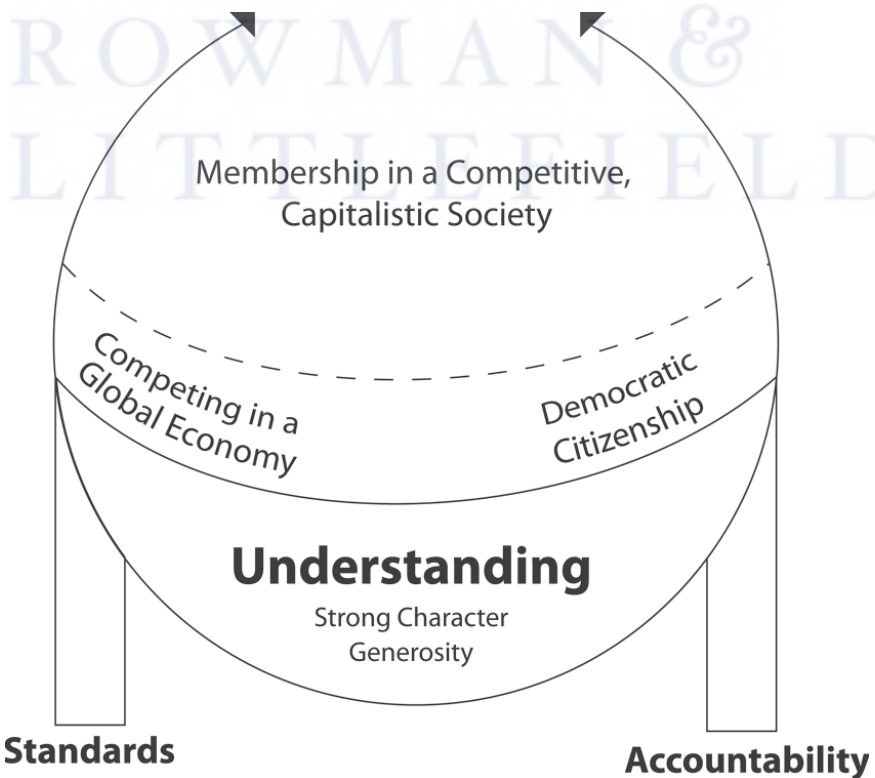 ROWMAN &
LITTLEFIELD
Membership in a Competitive,
Capitalistic Society
Competing in a
Global Economy
Democratic
Citizenship
Understanding
Strong Character
Generosity
Standards
Accountability